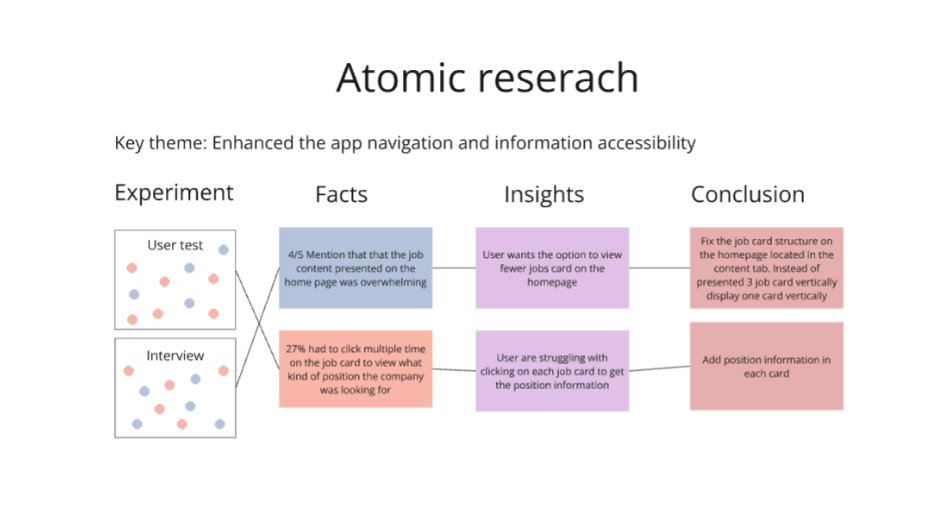 Atomic reserach
Key theme: Enhanced the app navigation and information accessibility
Experiment
Facts
Insights
Conclusion
User test
4/5 Mention that that the job
content presented on the
home page was overwhelming
User wants the option to view
fewer jobs card on the
homepage
Fix the job card structure on
the homepage located in the
content tab. Instead of
presented 3 job card vertically
display one card vertically
Interview
27% had to click multiple time
on the job card to view what
kind of position the company
was looking for
User are struggling with
clicking on each job card to get
the position information
Add position information in
each card